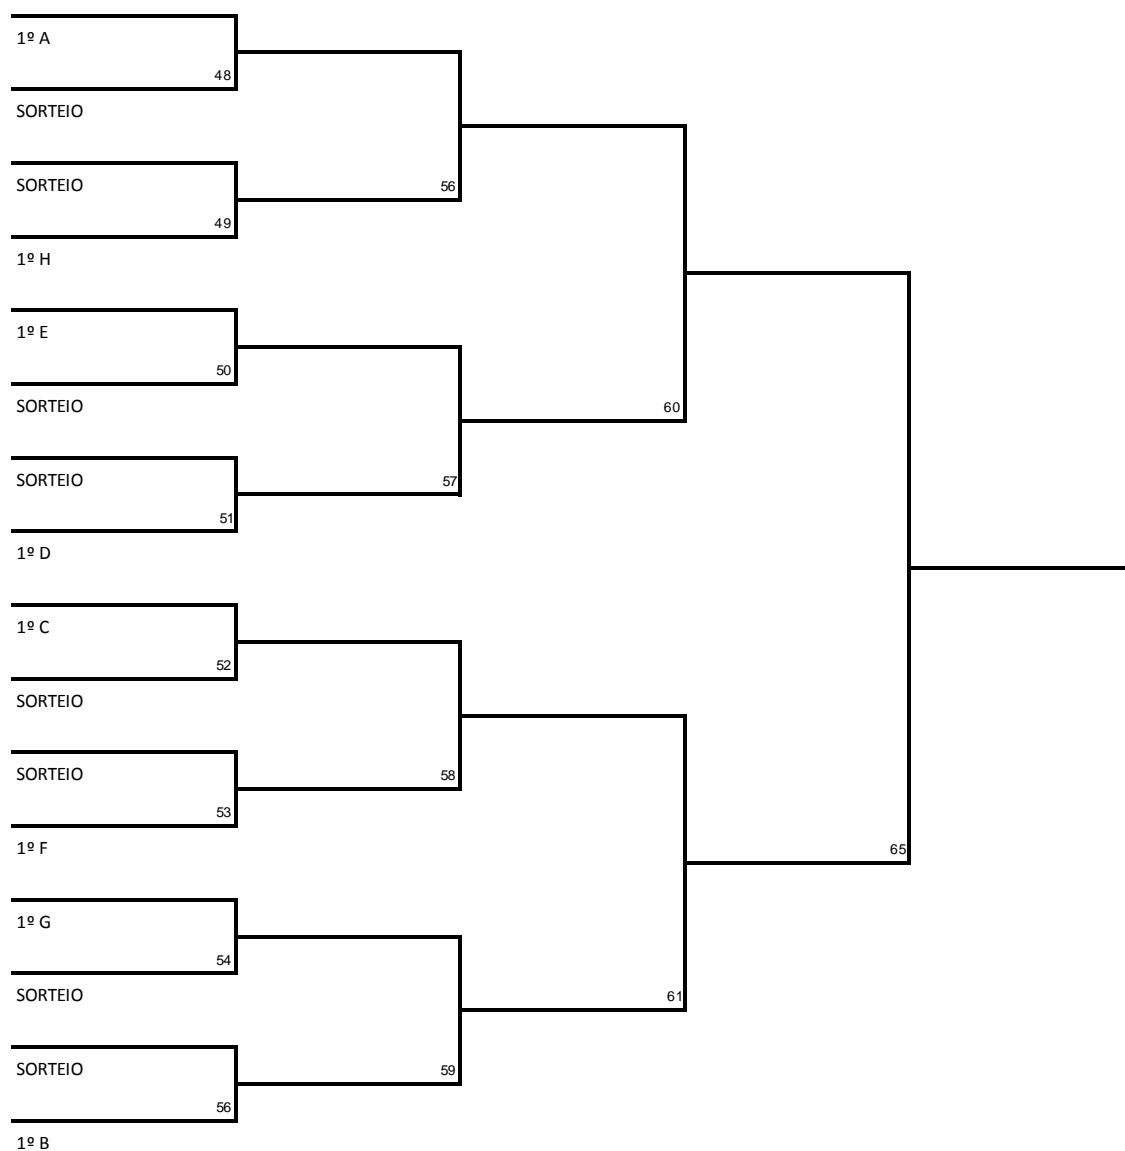 1º A
48
SORTEIO
SORTEIO
56
49
1º H
1º E
50
SORTEIO
60
SORTEIO
57
51
1º D
1º C
52
SORTEIO
SORTEIO
58
53
1º F
65
1º G
54
SORTEIO
61
SORTEIO
59
56
1º B